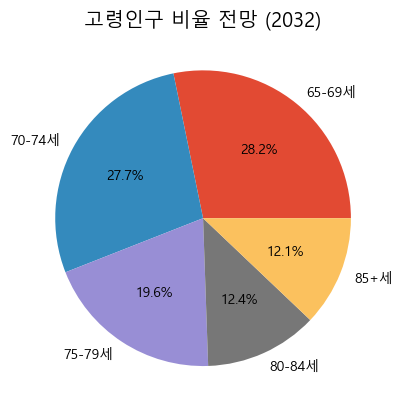 고령인구 비율 전망 (2032)
65-69세
28.2%
70-74세
27.7%
75-79세
19.6%
80-84세
12.4%
85+세
12.1%